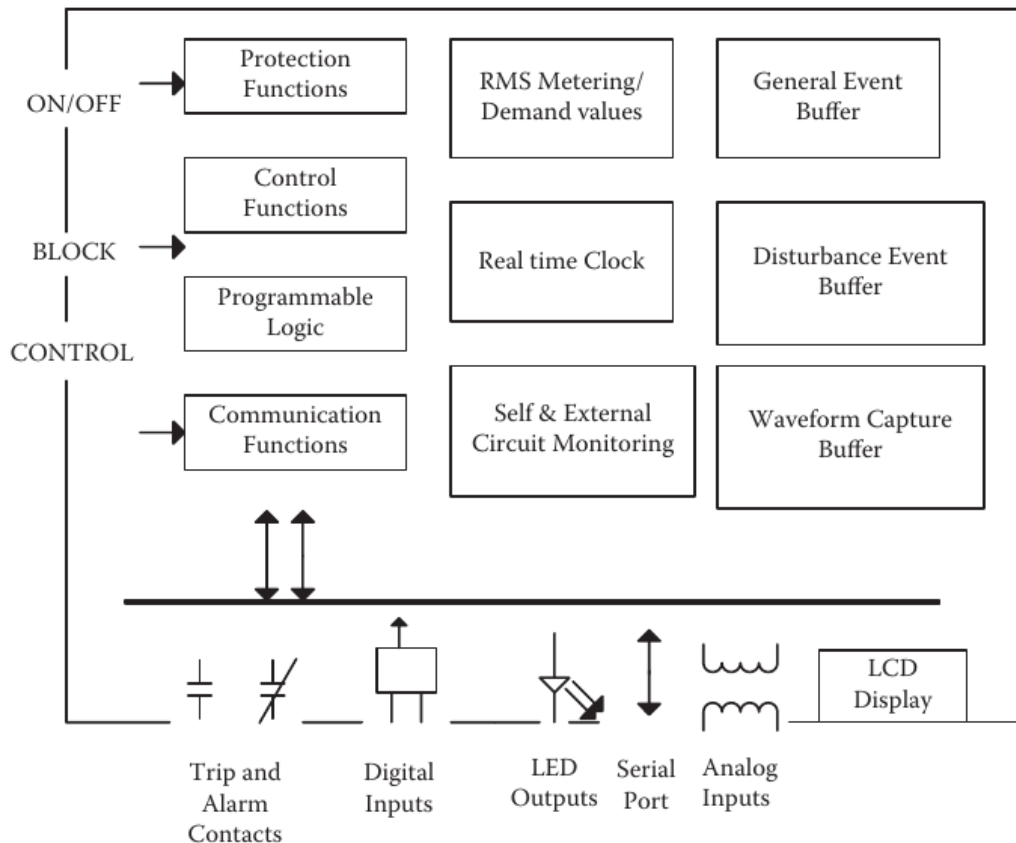 ON/OFF
BLOCK
CONTROL
Protection
Functions
Control
Functions
Programmable
Logic
Communication
Functions
RMS Metering/
Demand values
Real time Clock
Self & External
Circuit Monitoring
General Event
Buffer
Disturbance Event
Buffer
Waveform Capture
Buffer
LCD
Display
Trip and
Alarm
Contacts
Digital
Inputs
LED
Outputs
Serial
Port
Analog
Inputs